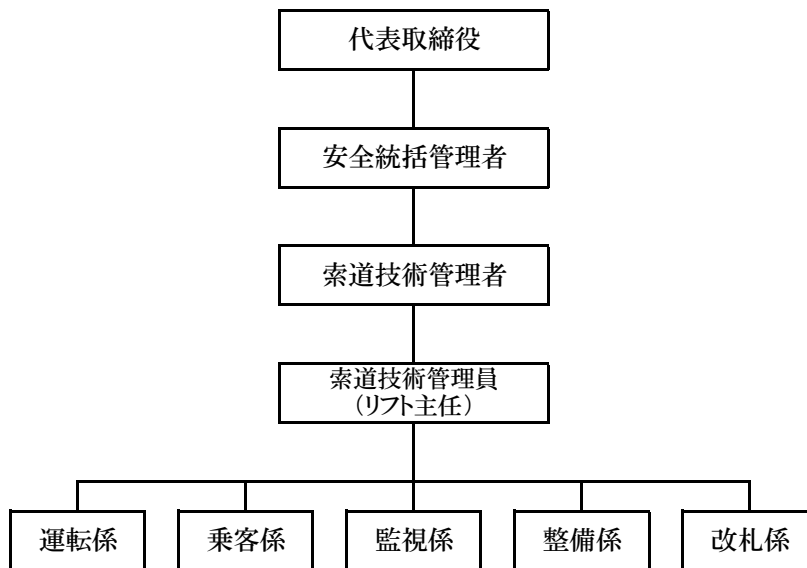 代表取締役
安全統括管理者
索道技術管理者
索道技術管理員
(リフト主任)
運転係
乗客係
監視係
整備係
改札係